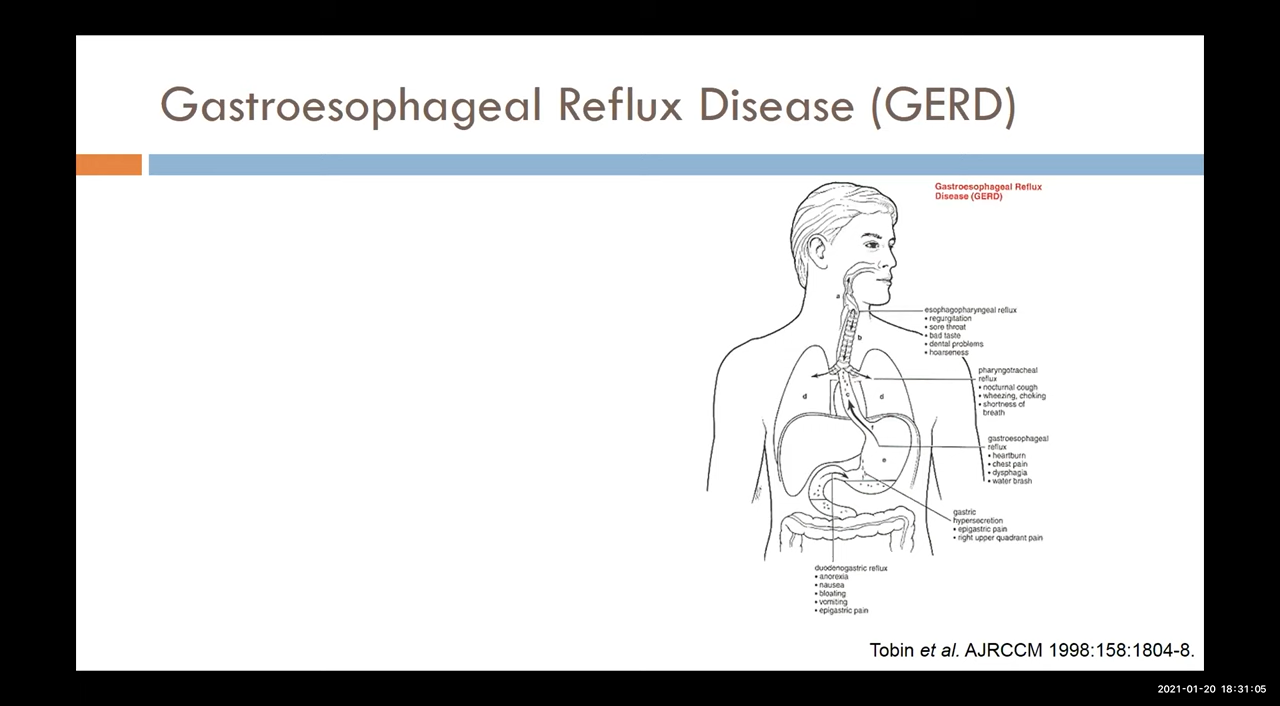 Gastroesophageal Reflux Disease (GERD)
Gastroesophageal Reflux
Disease (GERD)
a
esophagopharyngeal reflux
• regurgitation
• sore throat
• bad taste
• dental problems
• hoarseness
b
pharyngotracheal
reflux
• nocturnal cough
• wheezing, choking
• shortness of
breath
d
c
d
f
gastroesophageal
reflux
• heartburn
• chest pain
• dysphagia
• water brash
e
gastric
hypersecretion
• epigastric pain
• right upper quadrant pain
duodenogastric reflux
• anorexia
• nausea
• bloating
• vomiting
• epigastric pain
Tobin et al. AJRCCM 1998:158:1804-8.
2021-01-20 18:31:05